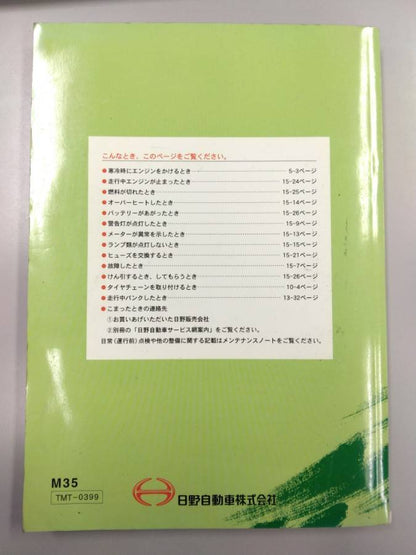 こんなとき、このページをご覧ください。
●寒冷時にエンジンをかけるとき 5-3ページ
●走行中エンジンが止まったとき 15-24ページ
●燃料が切れたとき 15-25ページ
●オーバーヒートしたとき 15-14ページ
●バッテリーがあがったとき 15-26ページ
●警告灯が点灯したとき 15-9ページ
●メーターが異常を示したとき 15-13ページ
●ランプ類が点灯しないとき 15-15ページ
●ヒューズを交換するとき 15-21ページ
●故障したとき 15-7ページ
●けん引するとき、してもらうとき 15-28ページ
●タイヤチェーンを取り付けるとき 10-4ページ
●走行中パンクしたとき 13-32ページ
●こまったときの連絡先
①お買いあげいただいた日野販売会社
②別冊の「日野自動車サービス網案内」をご覧ください。
日常(運行前)点検や他の整備に関する記載はメンテナンスノートをご覧ください。
M35
TMT-0399
日野自動車株式会社